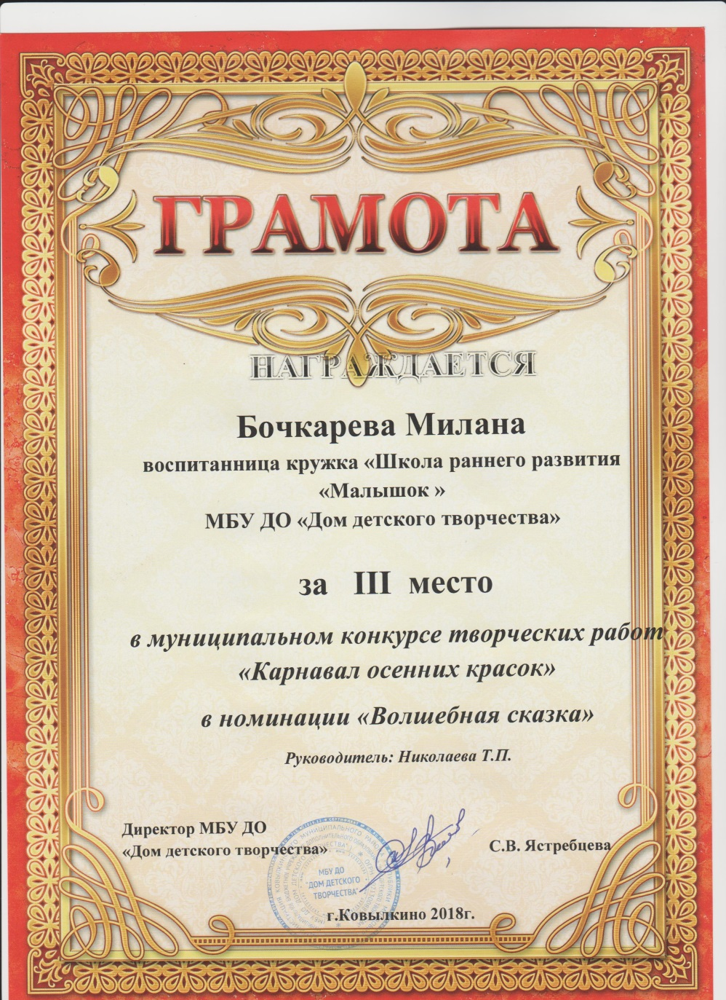 ГРАМОТА
НАГРАЖДАЕТСЯ
Бочкарева Милана
воспитанница кружка «Школа раннего развития
«Малышок »
МБУ ДО «Дом детского творчества»
за III место
в муниципальном конкурсе творческих работ
«Карнавал осенних красок»
в номинации «Волшебная сказка»
Руководитель: Николаева Т.П.
Директор МБУ ДО
«Дом детского творчества»
С.В. Ястребцева
МБУ ДО
"ДОМ ДЕТСКОГО
ТВОРЧЕСТВА"
г.Ковылкино 2018г.